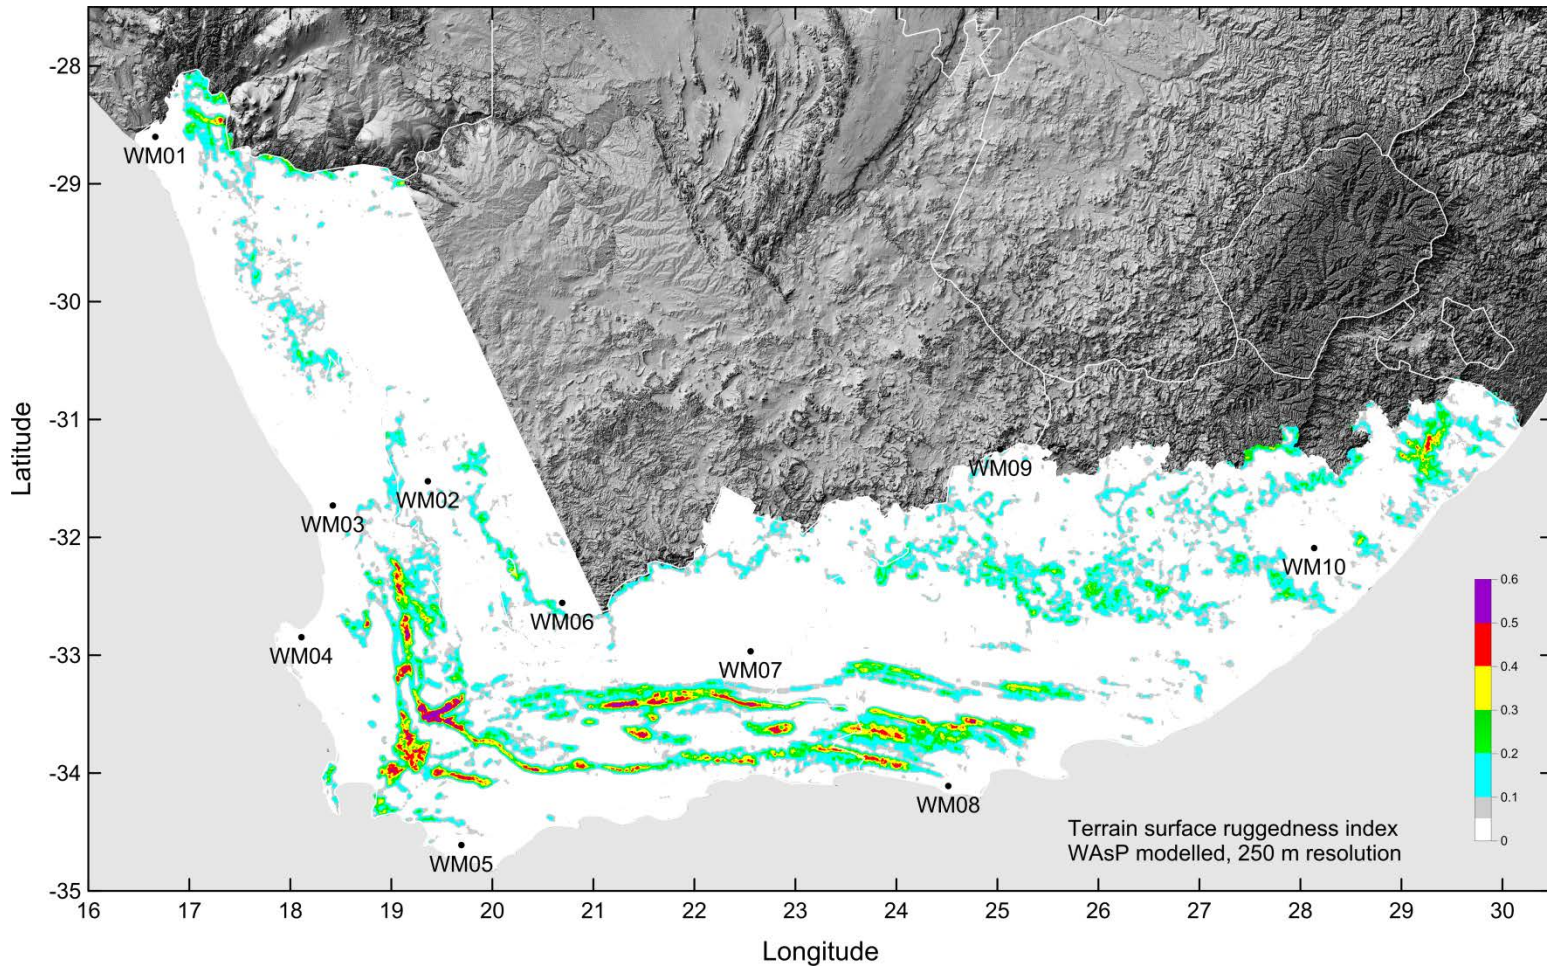 -28
WM01
-29
-30
-31
WM09
WM02
WM03
-32
WM10
WM06
0.6
WM04
WM07
0.5
-33
0.4
0.3
0.2
-34
WM08
0.1
Terrain surface ruggedness index
WM05
0
WAsP modelled, 250 m resolution
-35
16 17 18 19 20 21 22 23 24 25 26 27 28 29 30
Longitude
Latitude